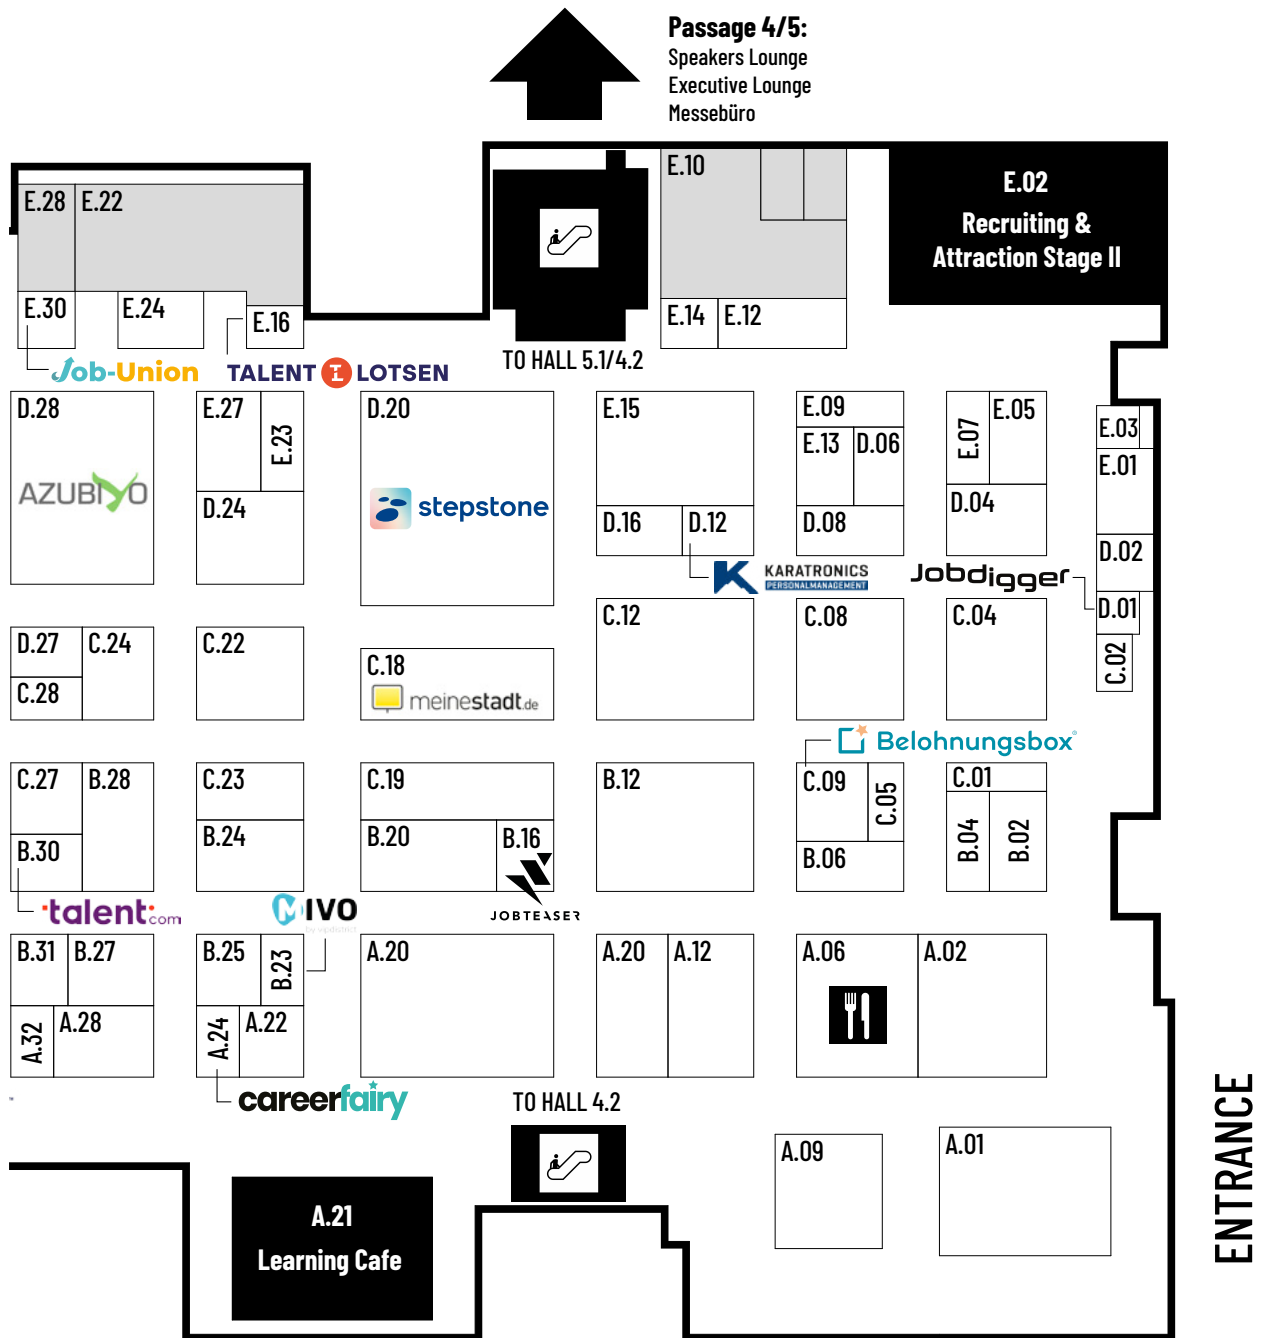 Passage 4/5:
Speakers Lounge
Executive Lounge
Messebüro
E.28 E.22
E.10
E.02
Recruiting &
Attraction Stage II
E.30 E.24 E.16
E.14 E.12
Job-Union TALENT LOTSEN
TO HALL 5.1/4.2
D.28 E.27 E.23 D.20 E.15 E.09 E.07 E.05 E.03
E.13 D.06 E.01
AZUBIYO
D.24
stepstone
D.16 D.12 D.08 D.04 D.02
KARATRONICS
PERSONALMANAGEMENT
Jobdigger
D.01
C.12 C.08 C.04
D.27 C.24 C.22 C.18 C.02
C.28
meinestadt.de
Belohnungsbox
C.27 B.28 C.23 C.19 B.12 C.09 C.05 C.01
B.30 B.24 B.20 B.16 B.06 B.04 B.02
talent.com
MIVO
JOBTEASER
B.31 B.27 B.25 B.23 A.20 A.20 A.12 A.06 A.02
A.32 A.28 A.24 A.22
careerfairy
TO HALL 4.2
A.09 A.01
ENTRANCE
A.21
Learning Cafe